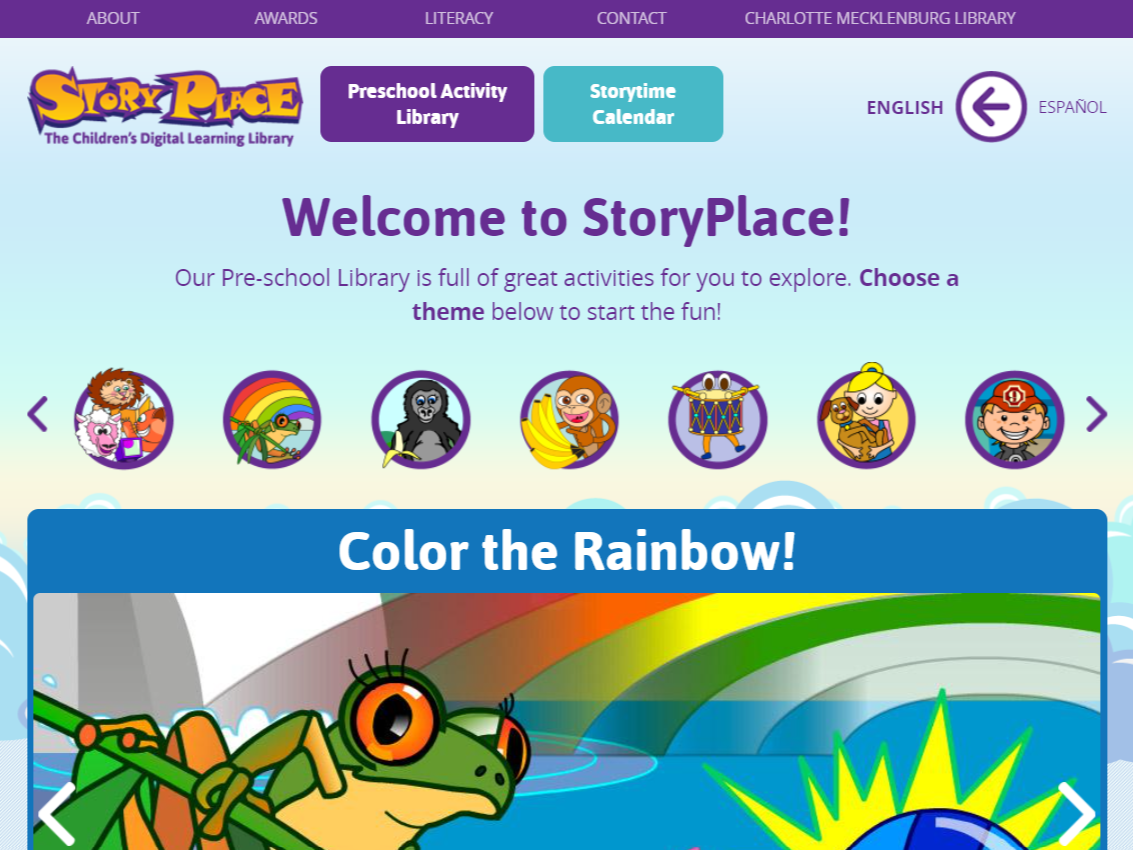 ABOUT AWARDS LITERACY CONTACT CHARLOTTE MECKLENBURG LIBRARY
STORY PLACE
The Children's Digital Learning Library
Preschool Activity
Library
Storytime
Calendar
ENGLISH ESPAÑOL
Welcome to StoryPlace!
Our Pre-school Library is full of great activities for you to explore. Choose a
theme below to start the fun!
Color the Rainbow!